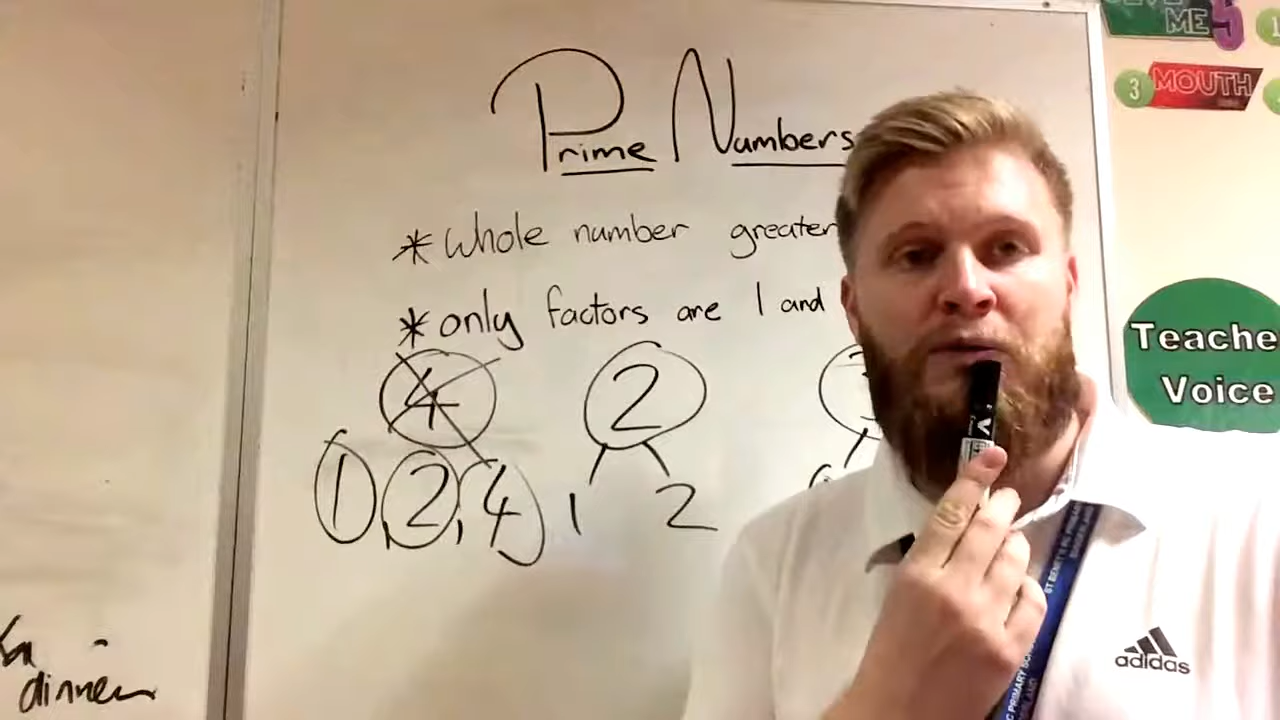 Prime Numbers
* whole number greater
* only factors are 1 and
4
2
1, 2, 4
1 2
dinner
ME 5
3 MOUTH
Teache
Voice
adidas